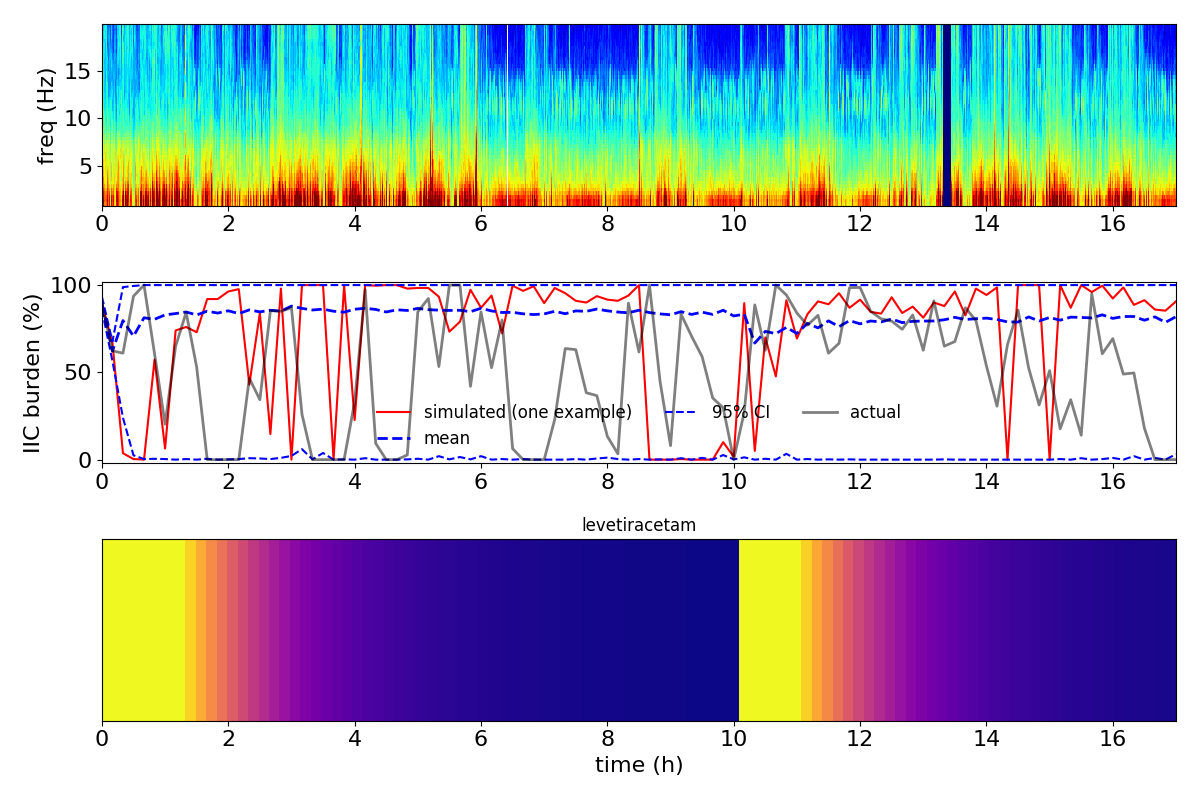 freq (Hz)
15
10
5
0 2 4 6 8 10 12 14 16
IIC burden (%)
100
50
0
simulated (one example) 95% CI actual
mean
0 2 4 6 8 10 12 14 16
levetiracetam
0 2 4 6 8 10 12 14 16
time (h)